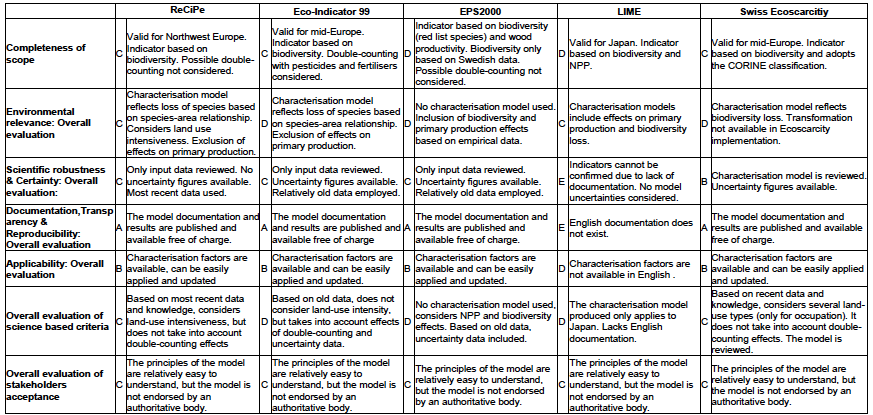 ReCiPe
Eco-Indicator 99
EPS2000
LIME
Swiss Ecoscarcitiy
Completeness of
scope
C
Valid for Northwest Europe.
Indicator based on
biodiversity. Possible double-
counting not considered.
C
Valid for mid-Europe.
Indicator based on
biodiversity. Double-counting
with pesticides and fertilisers
considered.
D
Indicator based on biodiversity
(red list species) and wood
productivity. Biodiversity only
based on Swedish data.
Possible double-counting not
considered.
D
Valid for Japan. Indicator
based on biodiversity and
NPP.
C
Valid for mid-Europe. Indicator
based on biodiversity and adopts
the CORINE classification.
Environmental
relevance: Overall
evaluation
C
Characterisation model
reflects loss of species based
on species-area relationship.
Considers land use
intensiveness. Exclusion of
effects on primary production.
D
Characterisation model
reflects loss of species based
on species-area relationship.
Exclusion of effects on
primary production.
D
No characterisation model used.
Inclusion of biodiversity and
primary production effects
based on empirical data.
C
Characterisation models
include effects on primary
production and biodiversity
loss.
D
Characterisation model reflects
biodiversity loss. Transformation
not available in Ecoscarcity
implementation.
Scientific robustness
& Certainty: Overall
evaluation:
C
Only input data reviewed. No
uncertainty figures available.
Most recent data used.
C
Only input data reviewed.
Uncertainty figures available.
Relatively old data employed.
C
Only input data reviewed.
Uncertainty figures available.
Relatively old data employed.
E
Indicators cannot be
confirmed due to lack of
documentation. No model
uncertainties considered.
B
Characterisation model is reviewed.
Uncertainty figures available.
Documentation,Transp
arency &
Reproducibility:
Overall evaluation
A
The model documentation and
results are published and
available free of charge.
A
The model documentation
and results are published and
available free of charge
A
The model documentation and
results are published and
available free of charge.
E
English documentation does
not exist.
A
The model documentation and
results are published and available
free of charge.
Applicability: Overall
evaluation
B
Characterisation factors are
available, can be easily
applied and updated
B
Characterisation factors are
available and can be easily
applied and updated.
B
Characterisation factors are
available and can be easily
applied and updated.
D
Characterisation factors are
not available in English .
B
Characterisation factors are
available and can be easily applied
and updated.
Overall evaluation of
science based criteria
C
Based on most recent data
and knowledge, considers
land-use intensiveness, but
does not take into account
double-counting effects
D
Based on old data, does not
consider land-use intensity,
but takes into account effects
of double-counting and
uncertainty data.
D
No characterisation model used,
considers NPP and biodiversity
effects. Based on old data,
uncertainty data included.
D
The characterisation model
produced only applies to
Japan. Lacks English
documentation.
C
Based on recent data and
knowledge, considers several land-
use types (only for occupation). It
does not take into account double-
counting effects. The model is
reviewed.
Overall evaluation of
stakeholders
acceptance
C
The principles of the model
are relatively easy to
understand, but the model is
not endorsed by an
authoritative body.
C
The principles of the model
are relatively easy to
understand, but the model is
not endorsed by an
authoritative body.
C
The principles of the model are
relatively easy to understand,
but the model is not endorsed
by an authoritative body.
C
The principles of the model
are relatively easy to
understand, but the model is
not endorsed by an
authoritative body.
C
The principles of the model are
relatively easy to understand, but
the model is not endorsed by an
authoritative body.